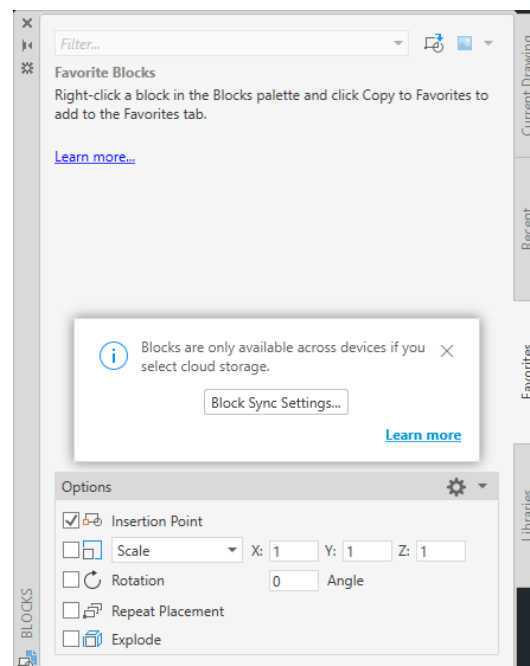 Filter...
Favorite Blocks
Right-click a block in the Blocks palette and click Copy to Favorites to
add to the Favorites tab.
Learn more...
Blocks are only available across devices if you
select cloud storage.
Block Sync Settings...
Learn more
Options
Insertion Point
Scale X: 1 Y: 1 Z: 1
Rotation 0 Angle
Repeat Placement
Explode
BLOCKS
Current Drawing
Recent
Favorites
Libraries